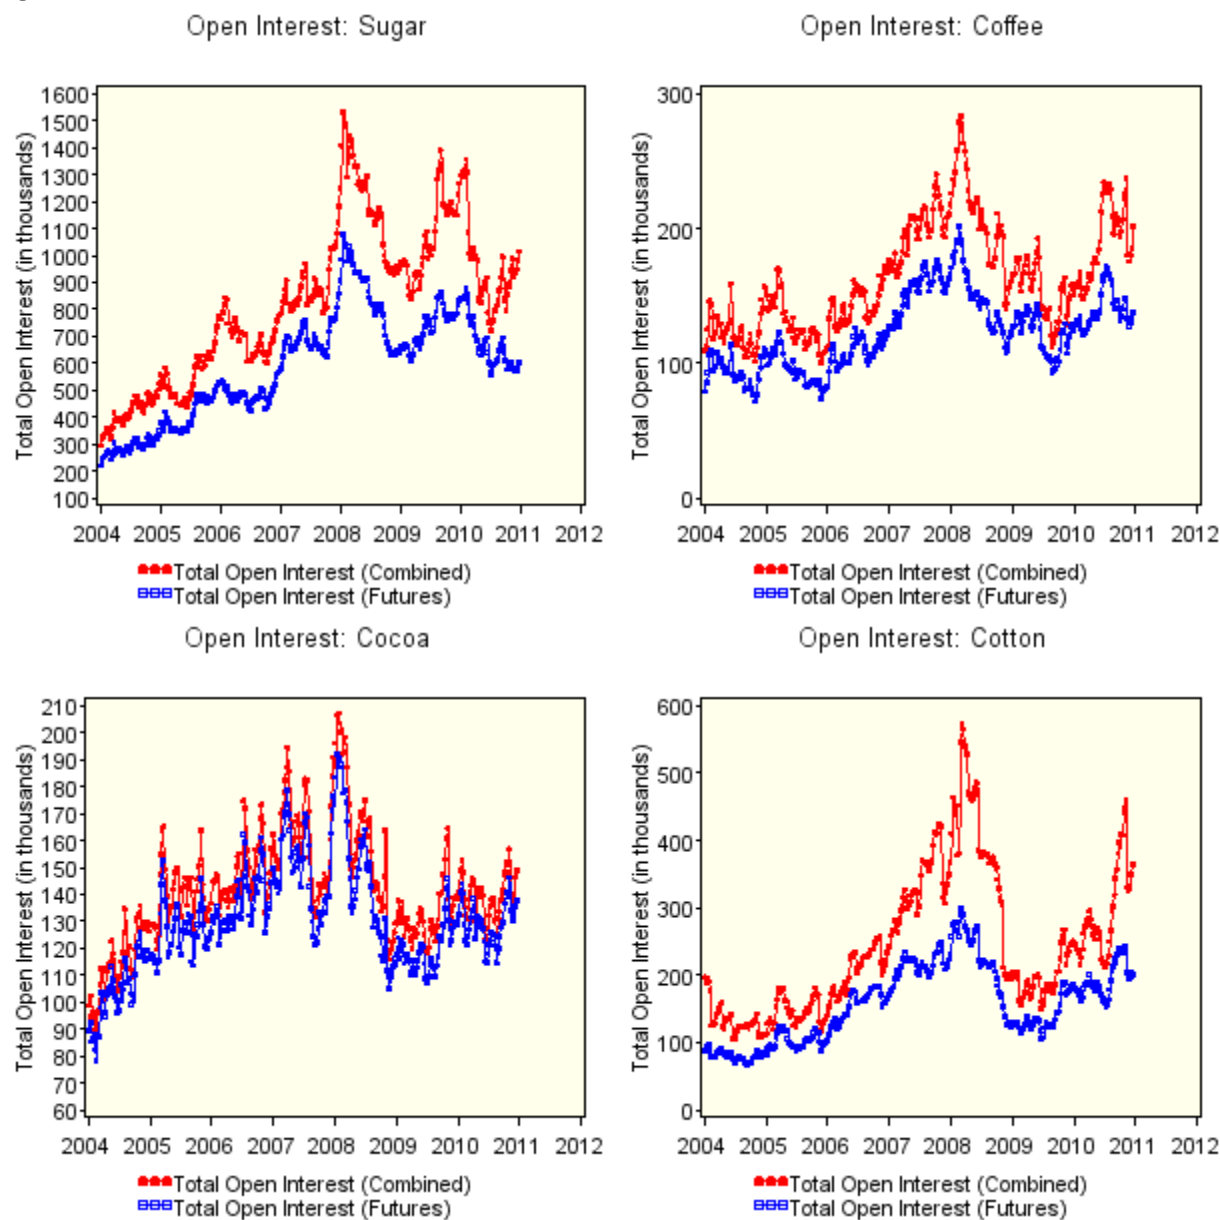 Open Interest: Sugar
Total Open Interest (in thousands)
1600
1500
1400
1300
1200
1100
1000
900
800
700
600
500
400
300
200
100
2004 2005 2006 2007 2008 2009 2010 2011 2012
Total Open Interest (Combined)
Total Open Interest (Futures)
Open Interest: Coffee
Total Open Interest (in thousands)
300
200
100
0
2004 2005 2006 2007 2008 2009 2010 2011 2012
Total Open Interest (Combined)
Total Open Interest (Futures)
Open Interest: Cocoa
Total Open Interest (in thousands)
210
200
190
180
170
160
150
140
130
120
110
100
90
80
70
60
2004 2005 2006 2007 2008 2009 2010 2011 2012
Total Open Interest (Combined)
Total Open Interest (Futures)
Open Interest: Cotton
Total Open Interest (in thousands)
600
500
400
300
200
100
0
2004 2005 2006 2007 2008 2009 2010 2011 2012
Total Open Interest (Combined)
Total Open Interest (Futures)